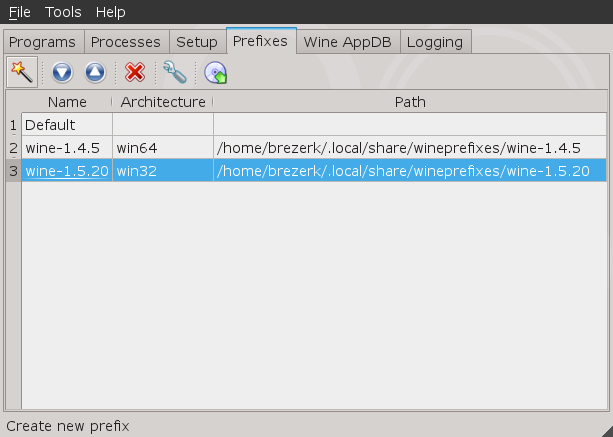 File Tools Help
Programs Processes Setup Prefixes Wine AppDB Logging
Name Architecture Path
1 Default
2 wine-1.4.5 win64 /home/brezerk/.local/share/wineprefixes/wine-1.4.5
3 wine-1.5.20 win32 /home/brezerk/.local/share/wineprefixes/wine-1.5.20
Create new prefix